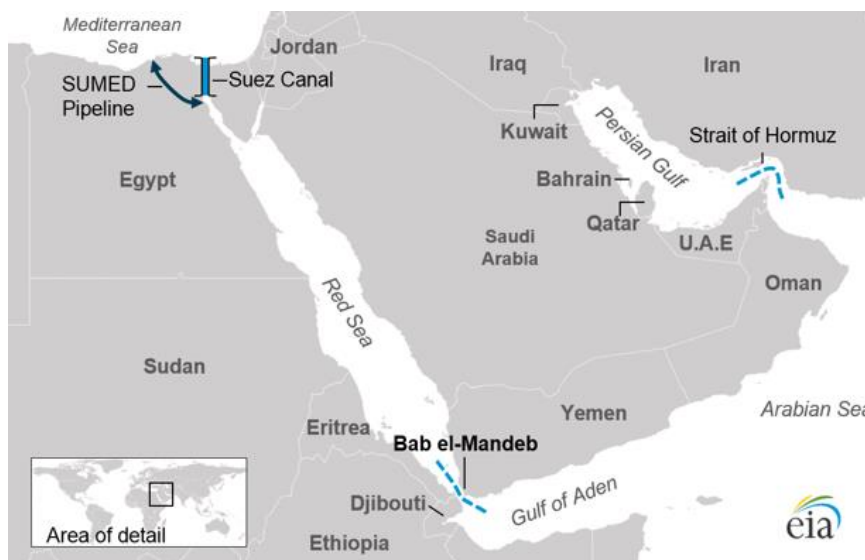 Mediterranean
Sea
Jordan
Iraq
Iran
SUMED
Pipeline
Suez Canal
Kuwait
Persian Gulf
Strait of Hormuz
Egypt
Bahrain
Qatar
Saudi
Arabia
U.A.E
Oman
Red Sea
Sudan
Yemen
Arabian Sea
Eritrea
Bab el-Mandeb
Djibouti
Gulf of Aden
Area of detail
Ethiopia
eia